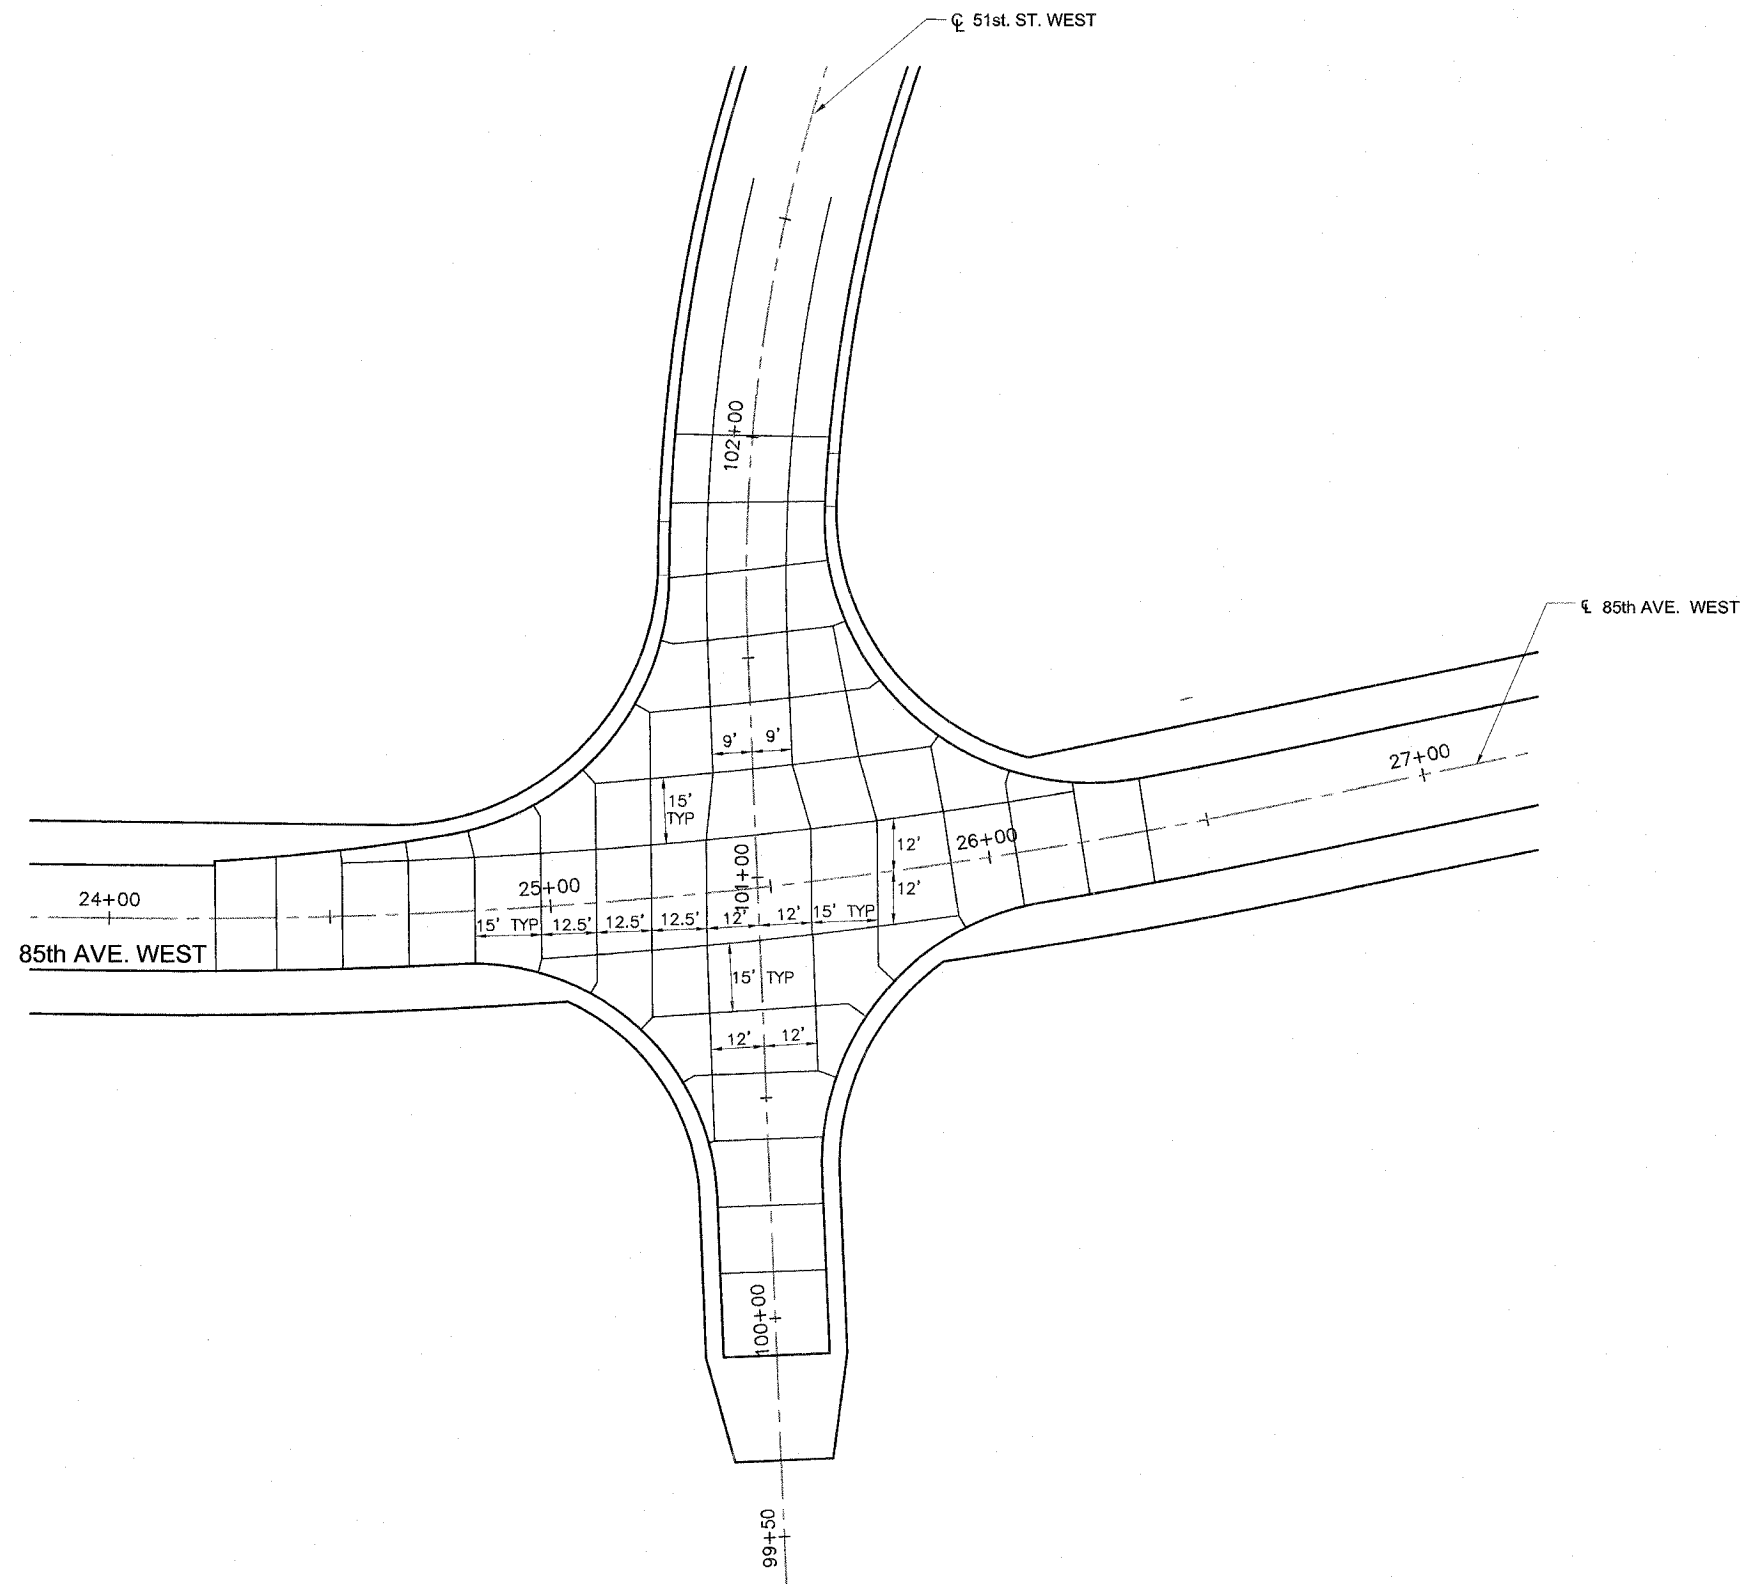 ℄ 51st. ST. WEST
102+00
℄ 85th AVE. WEST
9' 9'
27+00
15'
TYP
12'
26+00
101+00
12'
24+00
25+00
15' TYP 12.5' 12.5' 12.5' 12' 12' 15' TYP
85th AVE. WEST
15' TYP
12' 12'
100+00
99+50